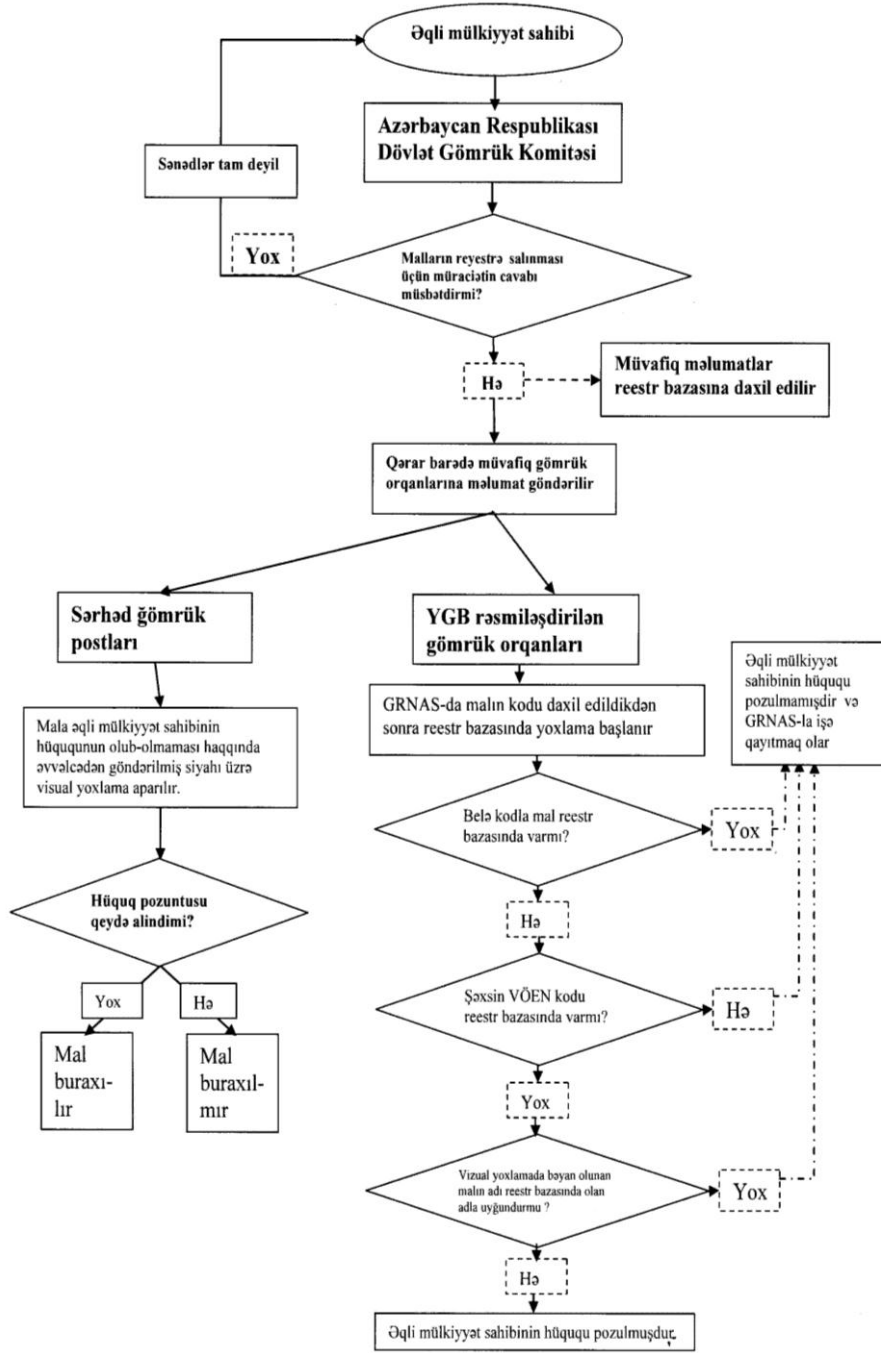 Əqli mülkiyyət sahibi
Azərbaycan Respublikası
Dövlət Gömrük Komitəsi
Sənədlər tam deyil
Yox
Malların reyestrə salınması
üçün müraciətin cavabı
müsbətdirmi?
Hə
Müvafiq məlumatlar
reestr bazasına daxil edilir
Qərar barədə müvafiq gömrük
orqanlarına məlumat göndərilir
Sərhəd ğömrük
postları
Mala əqli mülkiyyət sahibinin
hüququnun olub-olmaması haqqında
əvvəlcədən göndərilmiş siyahı üzrə
visual yoxlama aparılır.
Hüquq pozuntusu
qeydə alindimi?
Yox
Hə
Mal
buraxı-
lır
Mal
buraxıl-
mır
YGB rəsmiləşdirilən
gömrük orqanları
GRNAS-da malın kodu daxil edildikdən
sonra reestr bazasında yoxlama başlanır
Belə kodla mal reestr
bazasında varmı?
Yox
Hə
Şəxsin VÖEN kodu
reestr bazasında varmı?
Hə
Yox
Vizual yoxlamada bəyan olunan
malın adı reestr bazasında olan
adla uyğundurmu ?
Yox
Hə
Əqli mülkiyyət sahibinin hüququ pozulmuşdur.
Əqli mülkiyyət
sahibinin hüququ
pozulmamışdir və
GRNAS-la işə
qayıtmaq olar